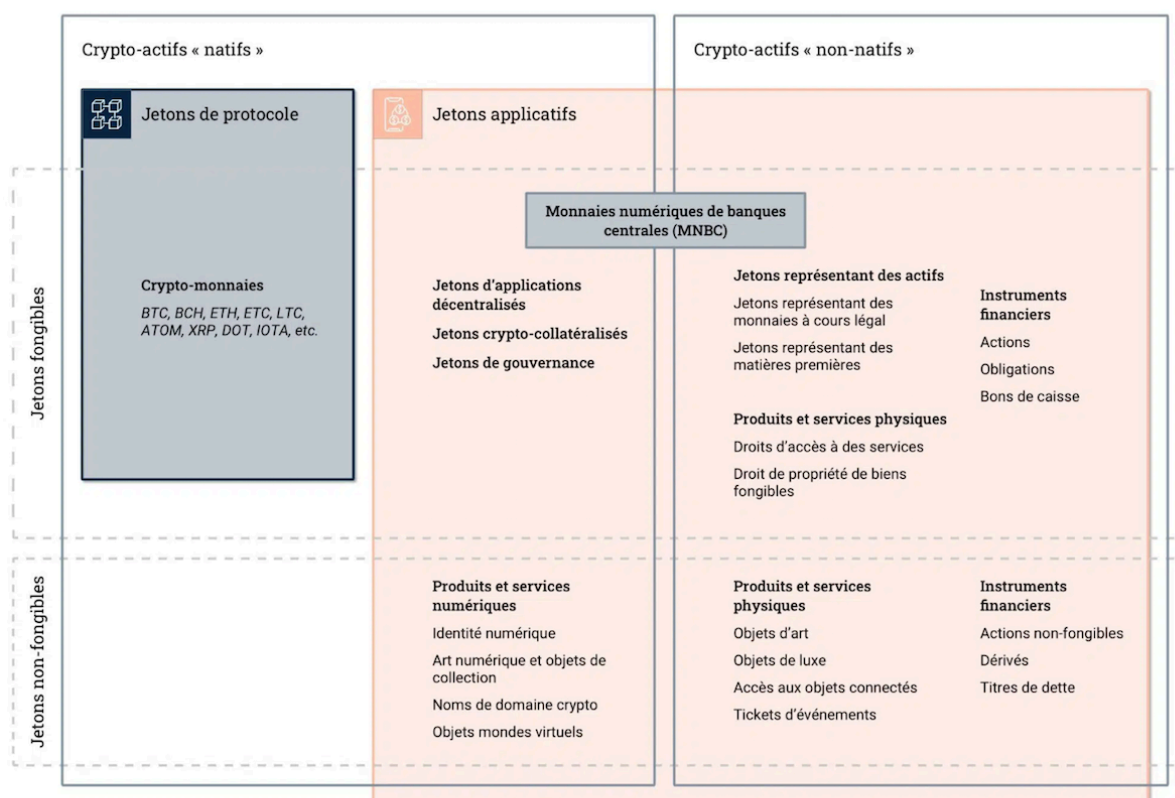 Crypto-actifs « natifs »
Crypto-actifs « non-natifs »
Jetons de protocole
Jetons applicatifs
Jetons fongibles
Monnaies numériques de banques
centrales (MNBC)
Crypto-monnaies
BTC, BCH, ETH, ETC, LTC,
ATOM, XRP, DOT, IOTA, etc.
Jetons d'applications
décentralisés
Jetons crypto-collatéralisés
Jetons de gouvernance
Jetons représentant des actifs
Jetons représentant des
monnaies à cours légal
Jetons représentant des
matières premières
Produits et services physiques
Droits d'accès à des services
Droit de propriété de biens
fongibles
Instruments
financiers
Actions
Obligations
Bons de caisse
Jetons non-fongibles
Produits et services
numériques
Identité numérique
Art numérique et objets de
collection
Noms de domaine crypto
Objets mondes virtuels
Produits et services
physiques
Objets d'art
Objets de luxe
Accès aux objets connectés
Tickets d'événements
Instruments
financiers
Actions non-fongibles
Dérivés
Titres de dette